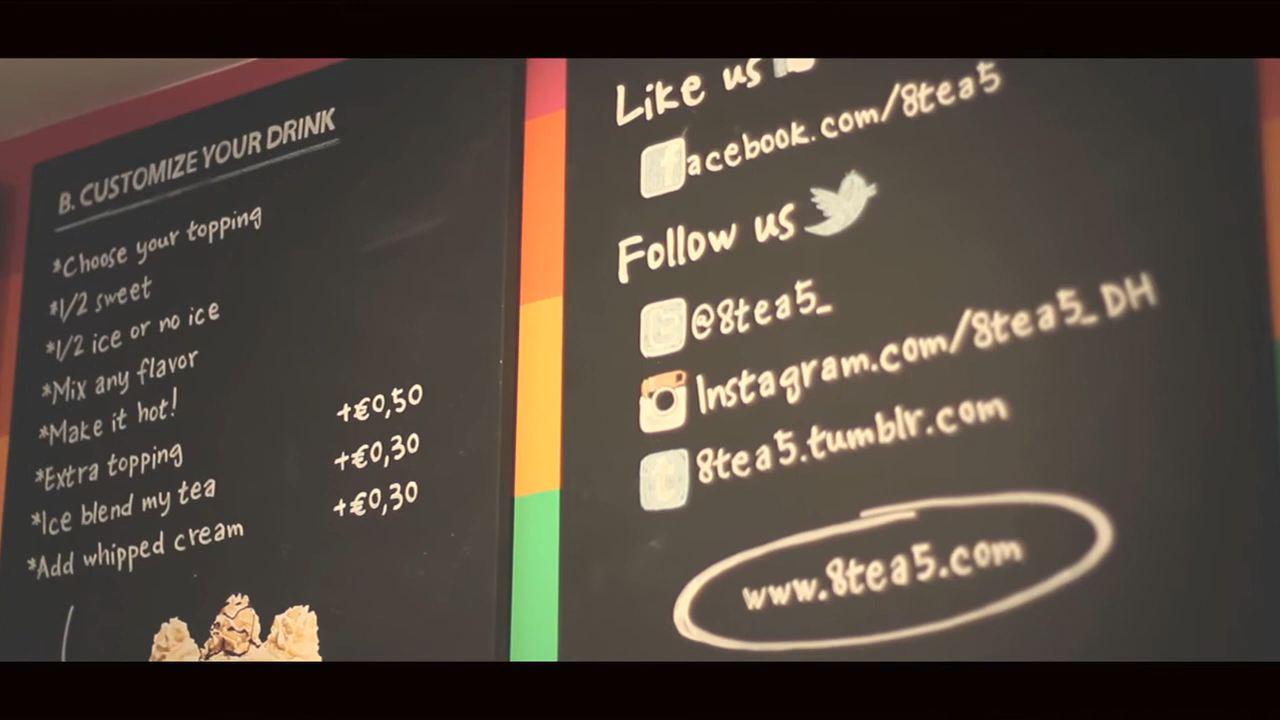 B. CUSTOMIZE YOUR DRINK
*Choose your topping
*1/2 sweet
*1/2 ice or no ice
*Mix any flavor
*Make it hot!
*Extra topping +€0,50
*Ice blend my tea +€0,30
*Add whipped cream +€0,30
Like us
facebook.com/8tea5
Follow us
@8tea5_
Instagram.com/8tea5_DH
t 8tea5.tumblr.com
www.8tea5.com